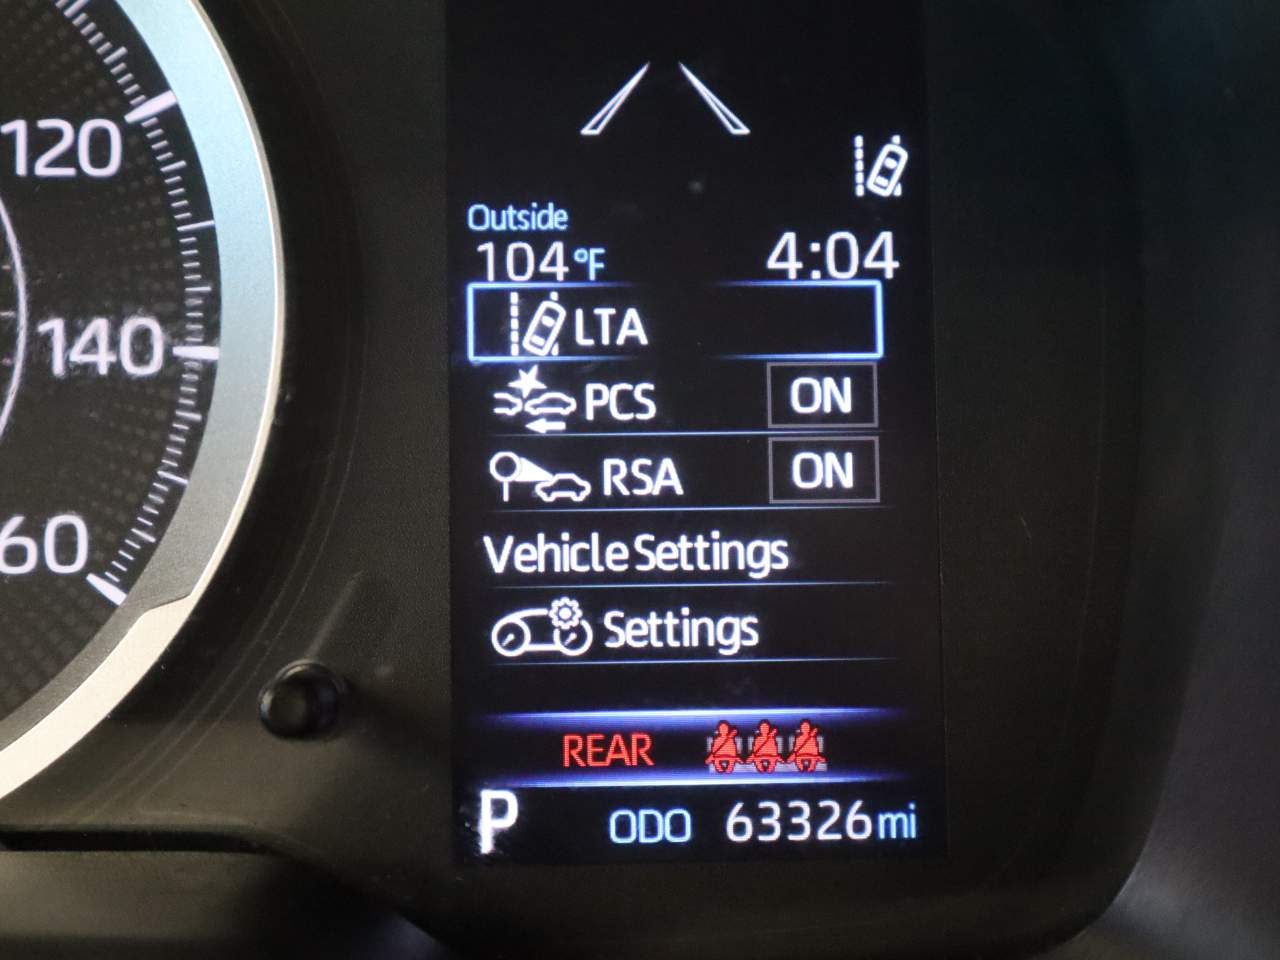 120
140
60
Outside
104°F 4:04
LTA
PCS ON
RSA ON
Vehicle Settings
Settings
REAR
P ODO 63326 mi